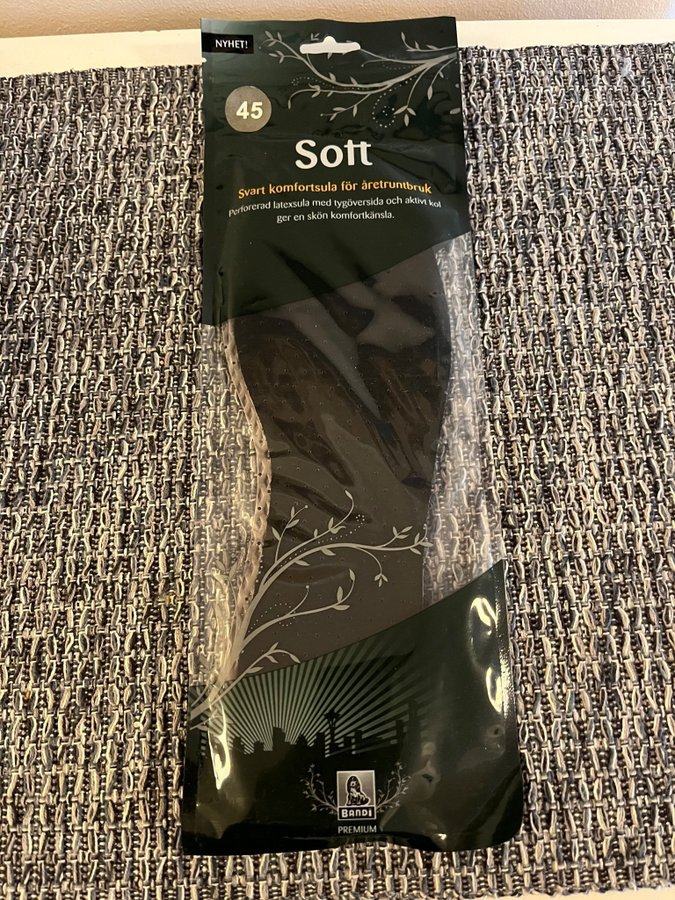 NYHET!
45
Soft
Svart komfortsula för åretruntbruk
Perforerad latexsula med tygöversida och aktivt kol
ger en skön komfortkänsla.
BANDI
PREMIUM